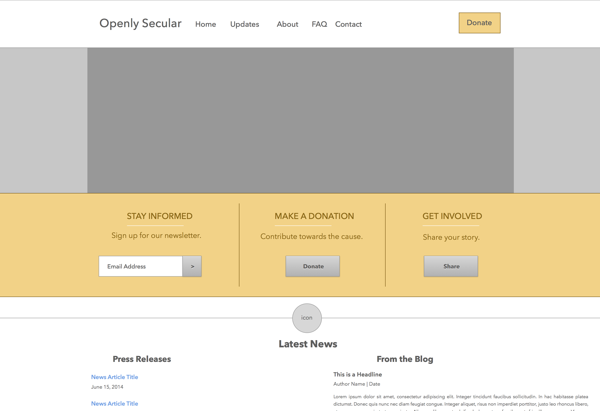 Openly Secular Home Updates About FAQ Contact Donate
STAY INFORMED
Sign up for our newsletter.
Email Address >
MAKE A DONATION
Contribute towards the cause.
Donate
GET INVOLVED
Share your story.
Share
icon
Latest News
Press Releases
News Article Title
June 15, 2014
News Article Title
From the Blog
This is a Headline
Author Name | Date
Lorem ipsum dolor sit amet, consectetur adipiscing elit. Integer tincidunt faucibus sollicitudin. In hac habitasse platea
dictumst. Donec quis nunc nec diam feugiat congue. Integer aliquet, risus non imperdiet porttitor, justo leo rhoncus libero,